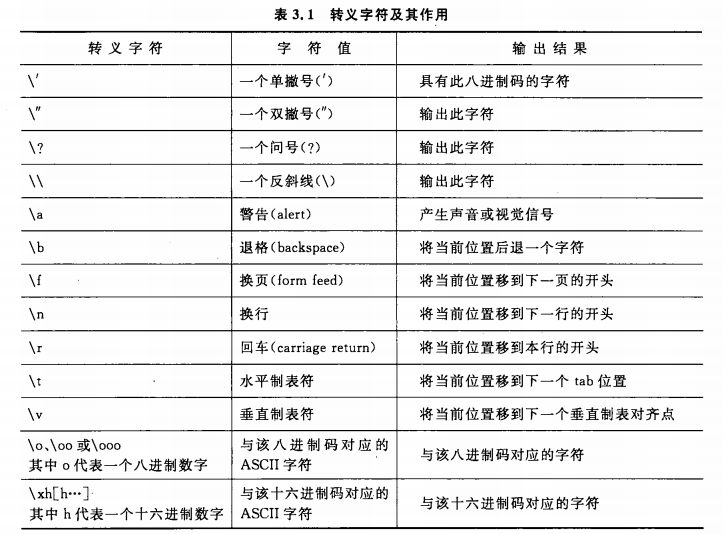 表 3.1 转义字符及其作用
转义字符 字符值 输出结果
\' 一个单撇号(') 具有此八进制码的字符
\" 一个双撇号(") 输出此字符
\? 一个问号(?) 输出此字符
\\ 一个反斜线(\) 输出此字符
\a 警告(alert) 产生声音或视觉信号
\b 退格(backspace) 将当前位置后退一个字符
\f 换页(form feed) 将当前位置移到下一页的开头
\n 换行 将当前位置移到下一行的开头
\r 回车(carriage return) 将当前位置移到本行的开头
\t 水平制表符 将当前位置移到下一个 tab 位置
\v 垂直制表符 将当前位置移到下一个垂直制表对齐点
\o、\oo 或\ooo
其中 o 代表一个八进制数字
与该八进制码对应的
ASCII 字符
与该八进制码对应的字符
\xh[h…]
其中 h 代表一个十六进制数字
与该十六进制码对应的
ASCII 字符
与该十六进制码对应的字符